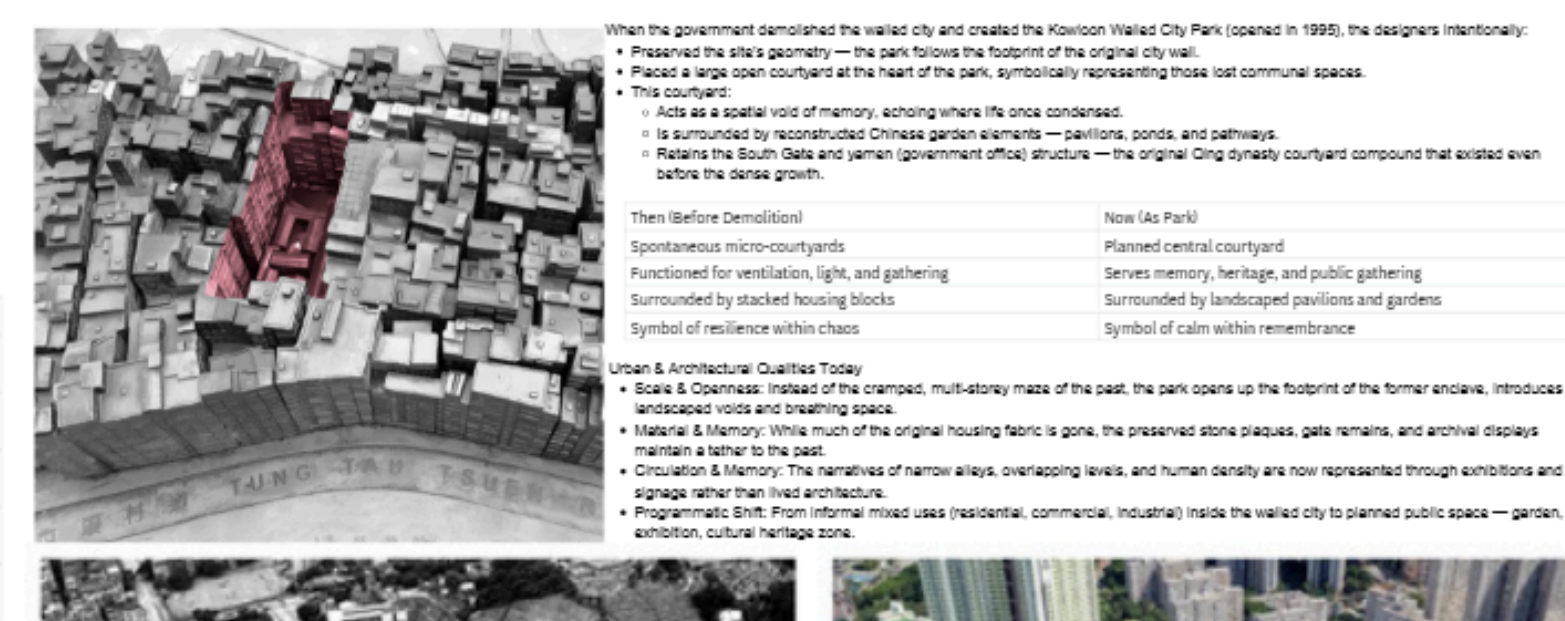 When the government demolished the walled city and created the Kowloon Walled City Park (opened in 1995), the designers intentionally:
• Preserved the site's geometry — the park follows the footprint of the original city wall.
• Placed a large open courtyard at the heart of the park, symbolically representing those lost communal spaces.
• This courtyard:
○ Acts as a spatial void of memory, echoing where life once condensed.
○ Is surrounded by reconstructed Chinese garden elements — pavilions, ponds, and pathways.
○ Retains the South Gate and yamen (government office) structure — the original Qing dynasty courtyard compound that existed even
before the dense growth.
Then (Before Demolition) Now (As Park)
Spontaneous micro-courtyards Planned central courtyard
Functioned for ventilation, light, and gathering Serves memory, heritage, and public gathering
Surrounded by stacked housing blocks Surrounded by landscaped pavilions and gardens
Symbol of resilience within chaos Symbol of calm within remembrance
Urban & Architectural Qualities Today
• Scale & Openness: Instead of the cramped, multi-storey maze of the past, the park opens up the footprint of the former enclave, introduces
landscaped voids and breathing space.
• Material & Memory: While much of the original housing fabric is gone, the preserved stone plaques, gate remains, and archival displays
maintain a tether to the past.
• Circulation & Memory: The narratives of narrow alleys, overlapping levels, and human density are now represented through exhibitions and
signage rather than lived architecture.
• Programmatic Shift: From informal mixed uses (residential, commercial, industrial) inside the walled city to planned public space — garden,
exhibition, cultural heritage zone.
村道 TUNG TAU TSUEN R